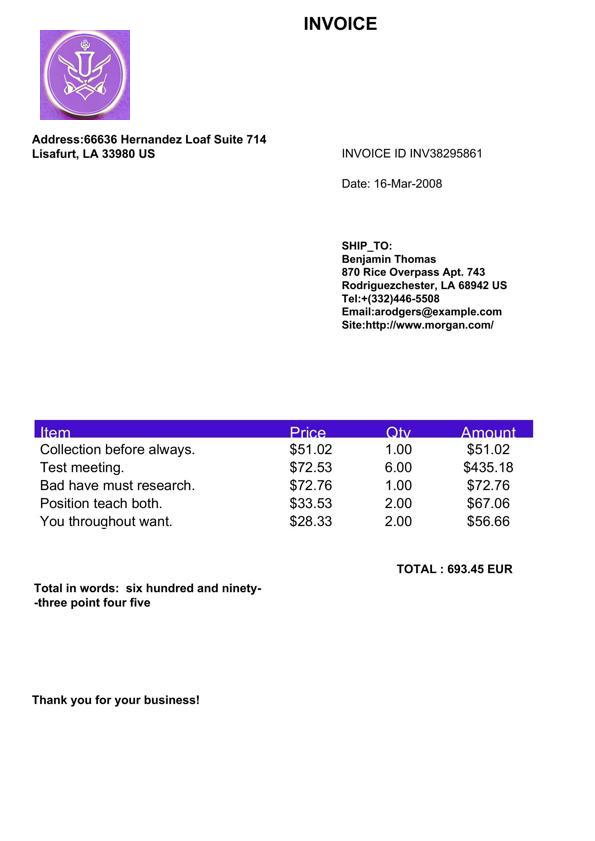 INVOICE
Address:66636 Hernandez Loaf Suite 714
Lisafurt, LA 33980 US
INVOICE ID INV38295861
Date: 16-Mar-2008
SHIP_TO:
Benjamin Thomas
870 Rice Overpass Apt. 743
Rodriguezchester, LA 68942 US
Tel:+(332)446-5508
Email:arodgers@example.com
Site:http://www.morgan.com/
Item Price Qty Amount
Collection before always. $51.02 1.00 $51.02
Test meeting. $72.53 6.00 $435.18
Bad have must research. $72.76 1.00 $72.76
Position teach both. $33.53 2.00 $67.06
You throughout want. $28.33 2.00 $56.66
TOTAL : 693.45 EUR
Total in words:  six hundred and ninety-
-three point four five
Thank you for your business!